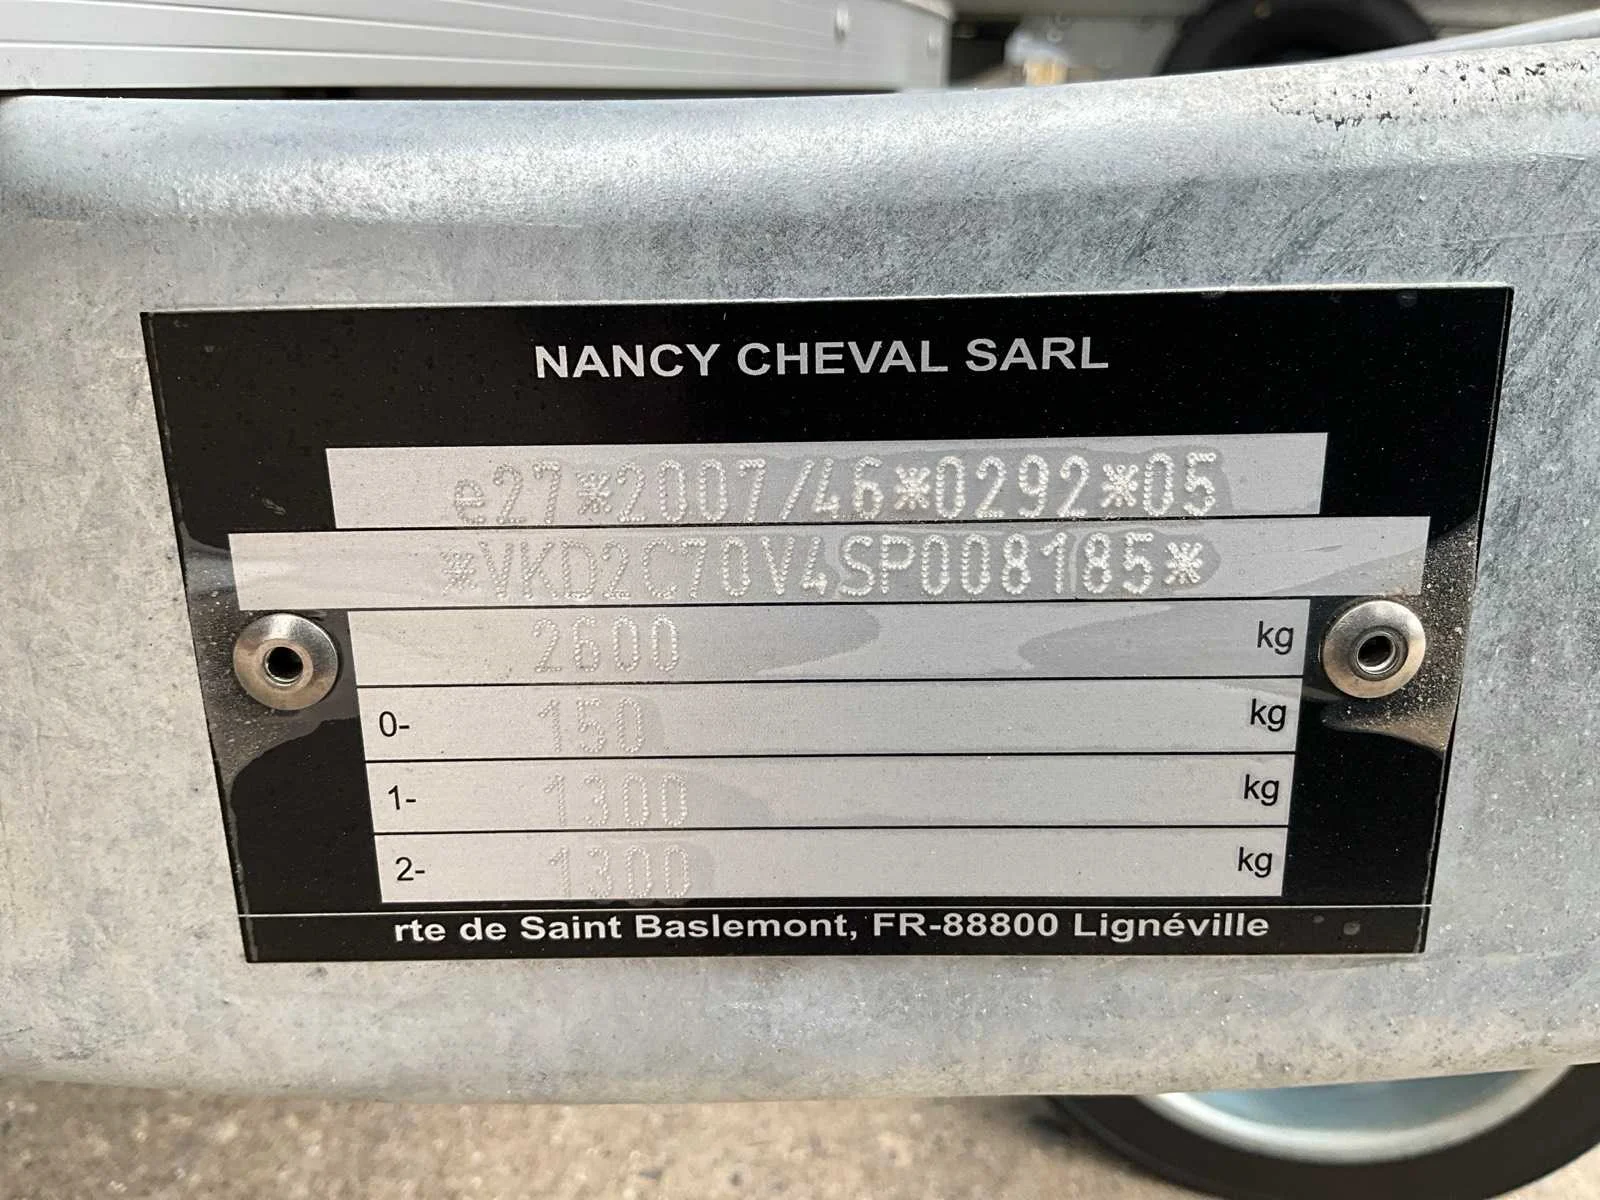 NANCY CHEVAL SARL
e27*2007/46*0292*05
*VKD2C70V4SP008185*
2600 kg
0- 150 kg
1- 1300 kg
2- 1300 kg
rte de Saint Baslemont, FR-88800 Lignéville